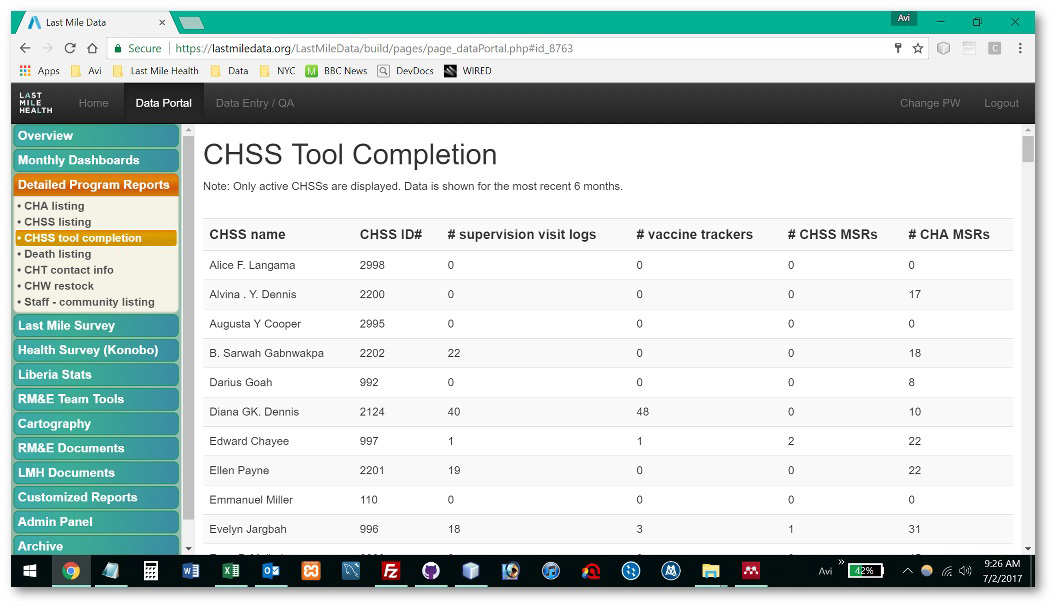 Last Mile Data
Avi
Secure https://lastmiledata.org/LastMileData/build/pages/page_dataPortal.php#id_8763
Apps Avi Last Mile Health Data NYC BBC News DevDocs WIRED
LAST MILE HEALTH Home Data Portal Data Entry / QA Change PW Logout
Overview
Monthly Dashboards
Detailed Program Reports
• CHA listing
• CHSS listing
• CHSS tool completion
• Death listing
• CHT contact info
• CHW restock
• Staff - community listing
Last Mile Survey
Health Survey (Konobo)
Liberia Stats
RM&E Team Tools
Cartography
RM&E Documents
LMH Documents
Customized Reports
Admin Panel
Archive
CHSS Tool Completion
Note: Only active CHSSs are displayed. Data is shown for the most recent 6 months.
CHSS name CHSS ID# # supervision visit logs # vaccine trackers # CHSS MSRs # CHA MSRs
Alice F. Langama 2998 0 0 0 0
Alvina . Y. Dennis 2200 0 0 0 17
Augusta Y Cooper 2995 0 0 0 0
B. Sarwah Gabnwakpa 2202 22 0 0 18
Darius Goah 992 0 0 0 8
Diana GK. Dennis 2124 40 48 0 10
Edward Chayee 997 1 1 2 22
Ellen Payne 2201 19 0 0 22
Emmanuel Miller 110 0 0 0 0
Evelyn Jargbah 996 18 3 1 31
Avi 42% 9:26 AM
7/2/2017